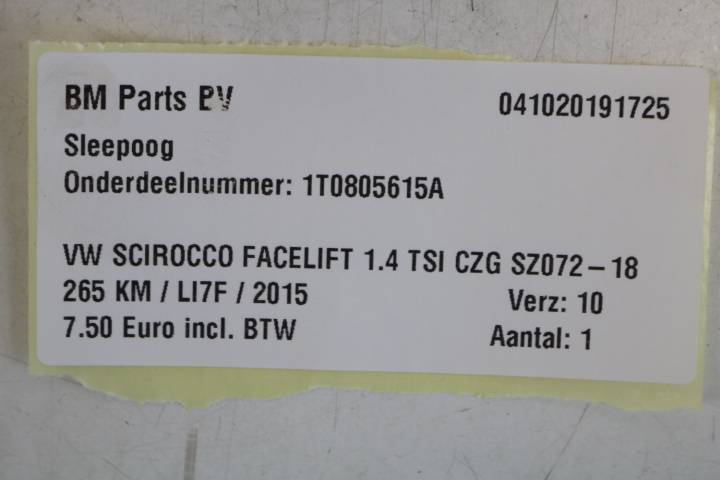 BM Parts BV 041020191725
Sleepoog
Onderdeelnummer: 1T0805615A
VW SCIROCCO FACELIFT 1.4 TSI CZG SZ072-18
265 KM / LI7F / 2015 Verz: 10
7.50 Euro incl. BTW Aantal: 1